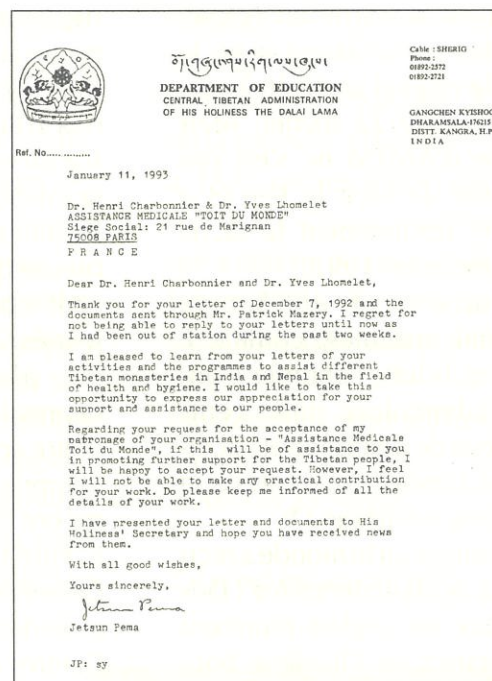 Cable : SHERIG
Phone :
01892-2572
01892-2721
DEPARTMENT OF EDUCATION
CENTRAL TIBETAN ADMINISTRATION
OF HIS HOLINESS THE DALAI LAMA
GANGCHEN KYISHOO
DHARAMSALA-176215
DISTT. KANGRA, H.P
INDIA
Ref. No..... .........
January 11, 1993
Dr. Henri Charbonnier & Dr. Yves Lhomelet
ASSISTANCE MEDICALE "TOIT DU MONDE"
Siege Social: 21 rue de Marignan
75008 PARIS
F R A N C E
Dear Dr. Henri Charbonnier and Dr. Yves Lhomelet,
Thank you for your letter of December 7, 1992 and the
documents sent through Mr. Patrick Mazery. I regret for
not being able to reply to your letters until now as
I had been out of station during the past two weeks.
I am pleased to learn from your letters of your
activities and the programmes to assist different
Tibetan monasteries in India and Nepal in the field
of health and hygiene. I would like to take this
opportunity to express our appreciation for your
support and assistance to our people.
Regarding your request for the acceptance of my
patronage of your organisation - "Assistance Medicale
Toit du Monde", if this will be of assistance to you
in promoting further support for the Tibetan people, I
will be happy to accept your request. However, I feel
I will not be able to make any practical contribution
for your work. Do please keep me informed of all the
details of your work.
I have presented your letter and documents to His
Holiness' Secretary and hope you have received news
from them.
With all good wishes,
Yours sincerely,
Jetsun Pema
Jetsun Pema
JP: sy